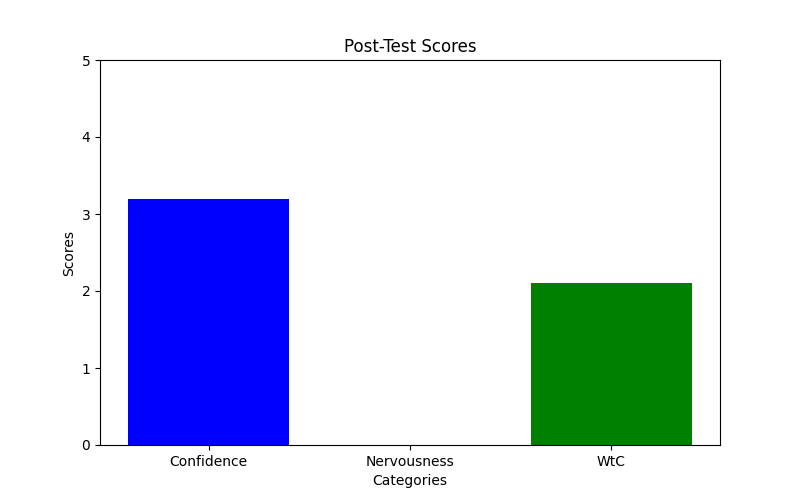 Post-Test Scores
5
4
3
2
1
0
Scores
Confidence
Nervousness
WtC
Categories